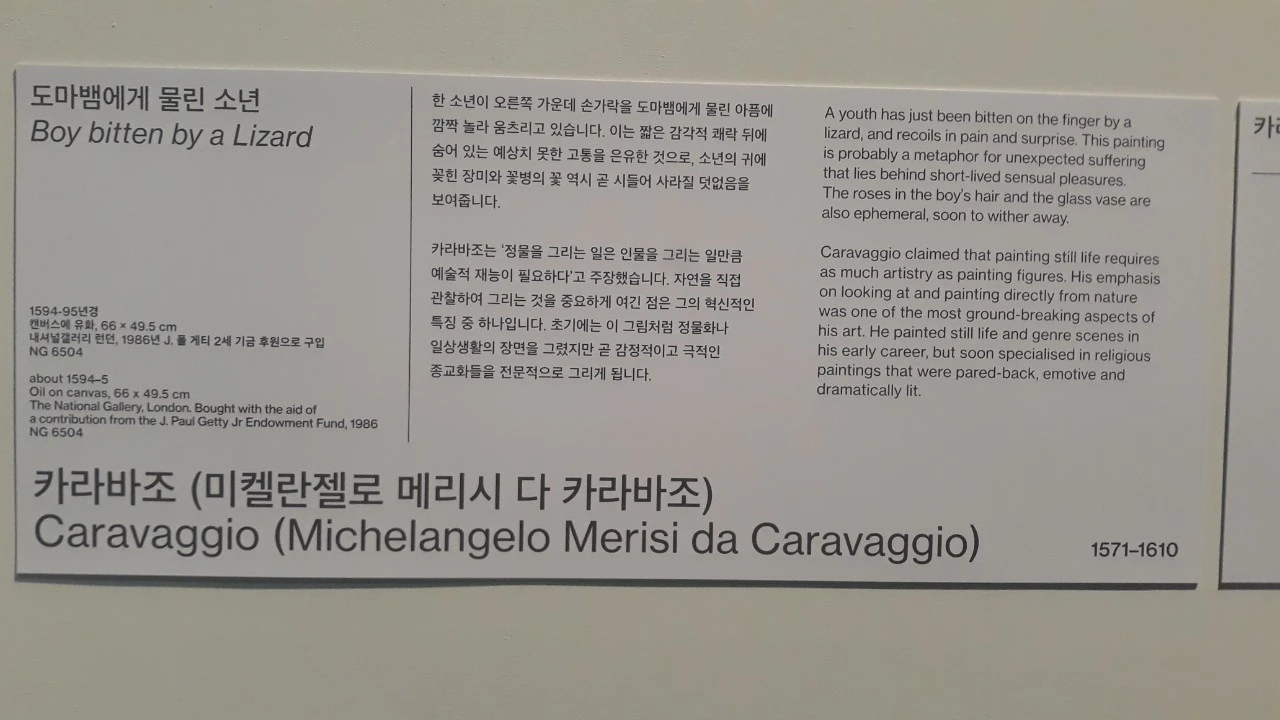 도마뱀에게 물린 소년
Boy bitten by a Lizard
1594-95년경
캔버스에 유화, 66 × 49.5 cm
내셔널갤러리 런던, 1986년 J. 폴 게티 2세 기금 후원으로 구입
NG 6504
about 1594–5
Oil on canvas, 66 x 49.5 cm
The National Gallery, London. Bought with the aid of
a contribution from the J. Paul Getty Jr Endowment Fund, 1986
NG 6504
한 소년이 오른쪽 가운데 손가락을 도마뱀에게 물린 아픔에
깜짝 놀라 움츠리고 있습니다. 이는 짧은 감각적 쾌락 뒤에
숨어 있는 예상치 못한 고통을 은유한 것으로, 소년의 귀에
꽂힌 장미와 꽃병의 꽃 역시 곧 시들어 사라질 덧없음을
보여줍니다.
카라바조는 ‘정물을 그리는 일은 인물을 그리는 일만큼
예술적 재능이 필요하다’고 주장했습니다. 자연을 직접
관찰하여 그리는 것을 중요하게 여긴 점은 그의 혁신적인
특징 중 하나입니다. 초기에는 이 그림처럼 정물화나
일상생활의 장면을 그렸지만 곧 감정적이고 극적인
종교화들을 전문적으로 그리게 됩니다.
A youth has just been bitten on the finger by a
lizard, and recoils in pain and surprise. This painting
is probably a metaphor for unexpected suffering
that lies behind short-lived sensual pleasures.
The roses in the boy’s hair and the glass vase are
also ephemeral, soon to wither away.
Caravaggio claimed that painting still life requires
as much artistry as painting figures. His emphasis
on looking at and painting directly from nature
was one of the most ground-breaking aspects of
his art. He painted still life and genre scenes in
his early career, but soon specialised in religious
paintings that were pared-back, emotive and
dramatically lit.
카라바조 (미켈란젤로 메리시 다 카라바조)
Caravaggio (Michelangelo Merisi da Caravaggio)
1571–1610